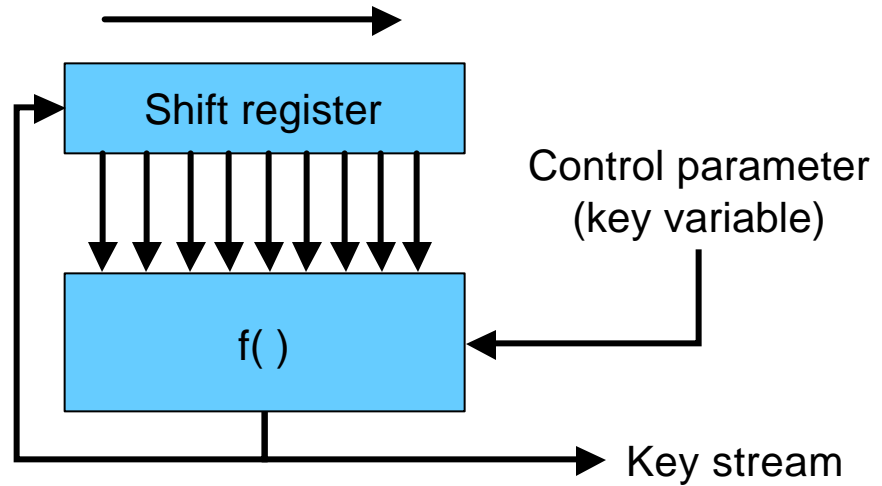 Shift register
Control parameter
(key variable)
f( )
Key stream